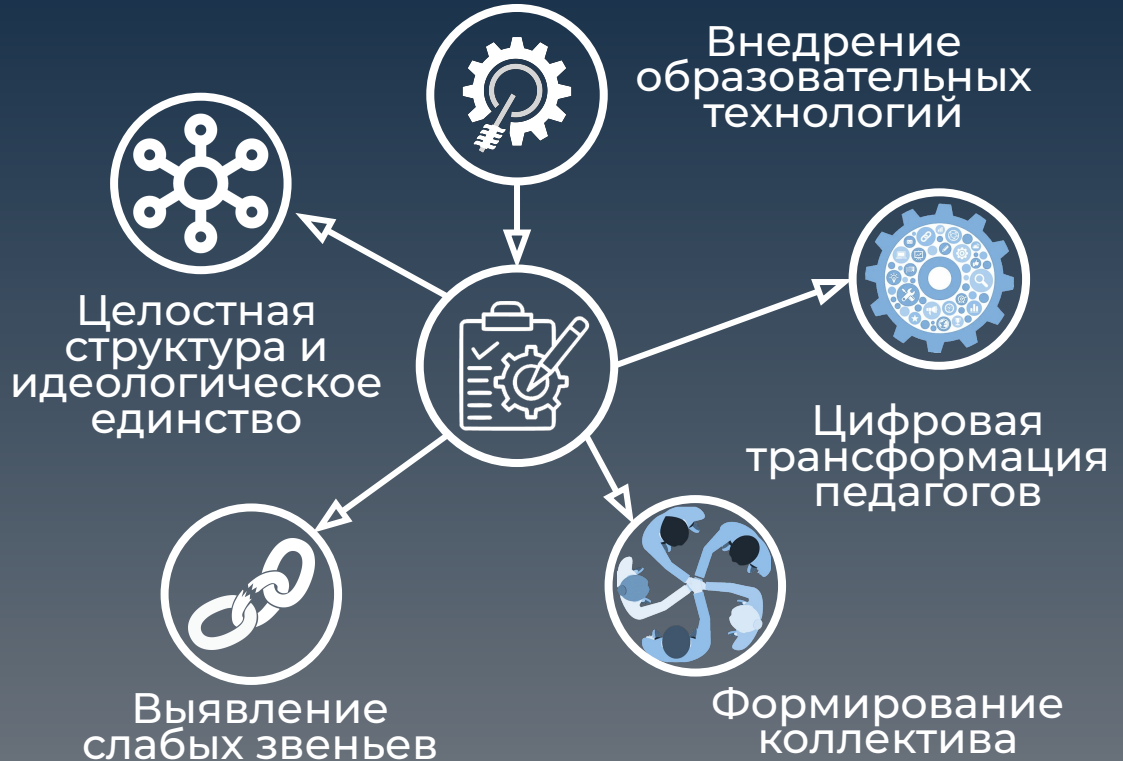 Внедрение
образовательных
технологий
Целостная
структура и
идеологическое
единство
Цифровая
трансформация
педагогов
Выявление
слабых звеньев
Формирование
коллектива